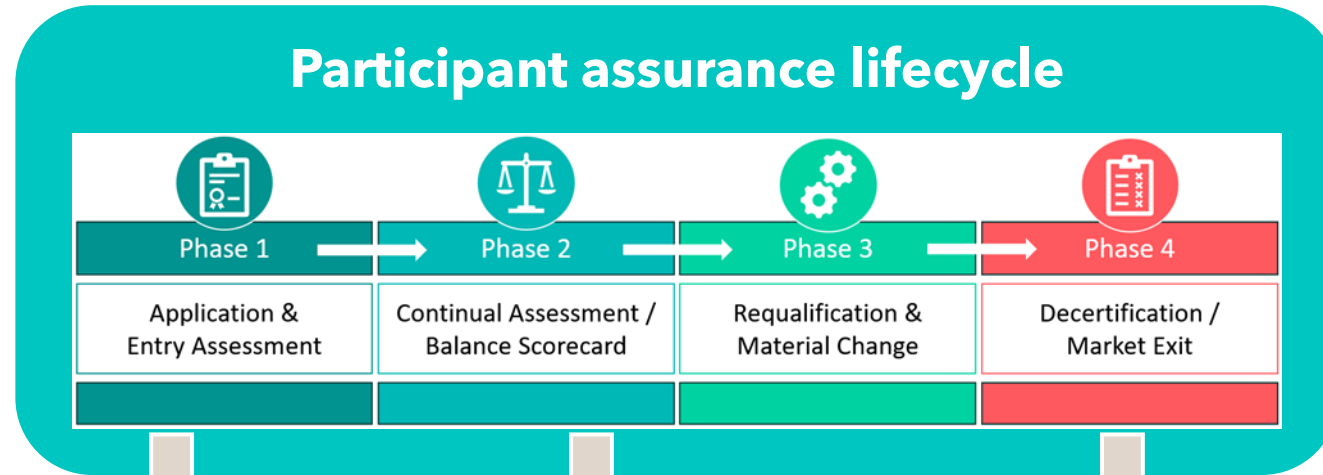 Participant assurance lifecycle
Phase 1
Phase 2
Phase 3
Phase 4
Application &
Entry Assessment
Continual Assessment /
Balance Scorecard
Requalification &
Material Change
Decertification /
Market Exit